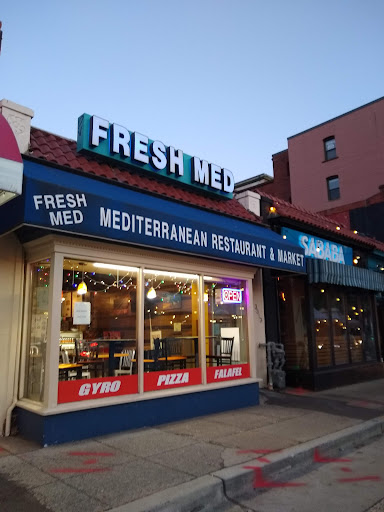 FRESH MED
FRESH
MED
MEDITERRANEAN RESTAURANT & MARKET
SABABA
OPEN
GYRO
PIZZA
FALAFEL